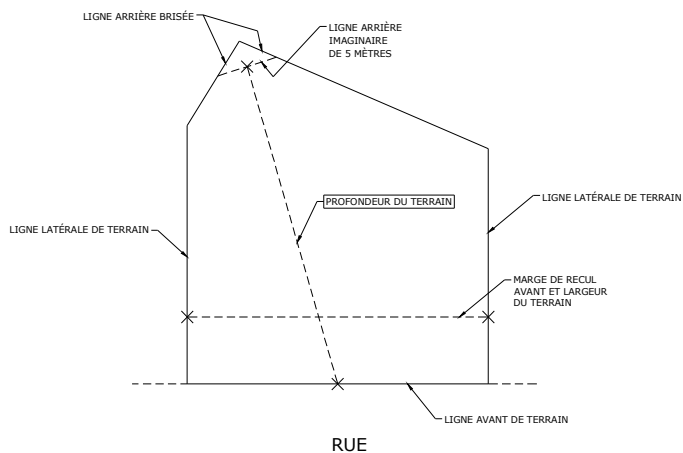 LIGNE ARRIÈRE BRISÉE
LIGNE ARRIÈRE
IMAGINAIRE
DE 5 MÈTRES
PROFONDEUR DU TERRAIN
LIGNE LATÉRALE DE TERRAIN
LIGNE LATÉRALE DE TERRAIN
MARGE DE RECUL
AVANT ET LARGEUR
DU TERRAIN
LIGNE AVANT DE TERRAIN
RUE